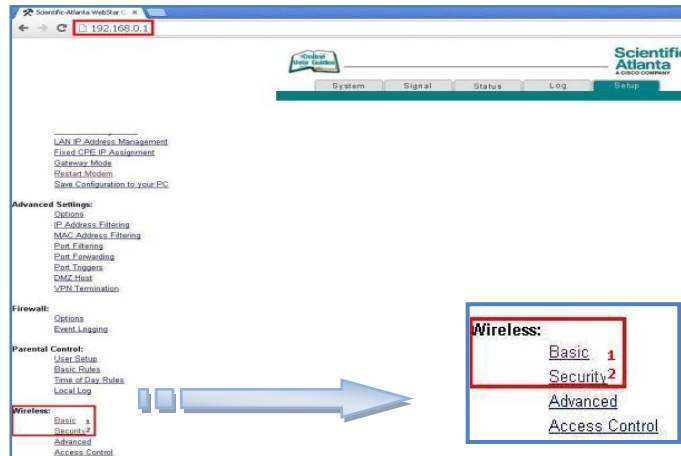 Scientific-Atlanta WebStar C
192.168.0.1
Online
User Guides
Scientific
Atlanta
A CISCO COMPANY
System Signal Status Log Setup
LAN IP Address Management
Fixed CPE IP Assignment
Gateway Mode
Restart Modem
Save Configuration to your PC
Advanced Settings:
Options
IP Address Filtering
MAC Address Filtering
Port Filtering
Port Forwarding
Port Triggers
DMZ Host
VPN Termination
Firewall:
Options
Event Logging
Parental Control:
User Setup
Basic Rules
Time of Day Rules
Local Log
Wireless:
Basic 1
Security 2
Advanced
Access Control
Wireless:
Basic 1
Security 2
Advanced
Access Control